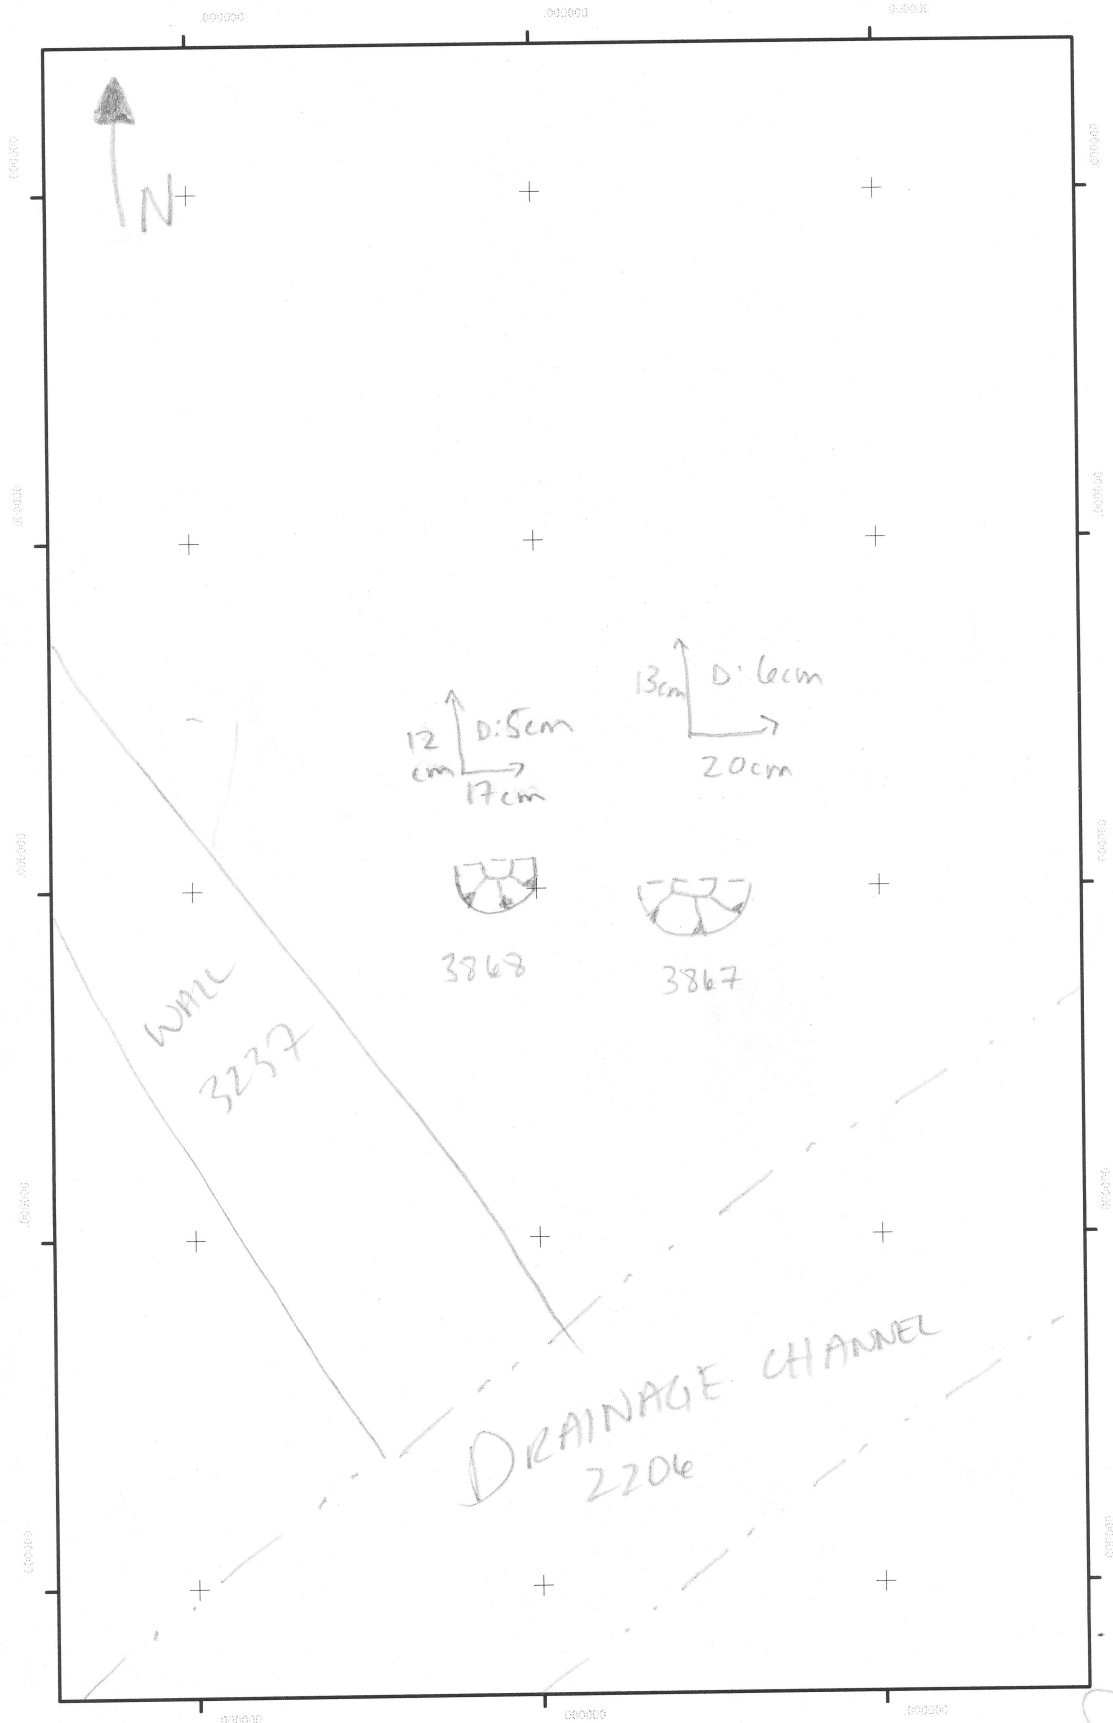 N
13cm
D: 6cm
20cm
12
cm
D:5cm
17cm
3868
3867
WALL
3237
DRAINAGE CHANNEL
2206